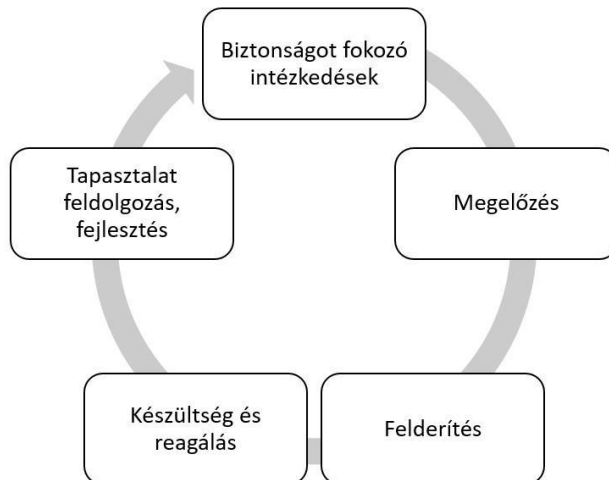 Biztonságot fokozó
intézkedések
Megelőzés
Felderítés
Készültség és
reagálás
Tapasztalat
feldolgozás,
fejlesztés